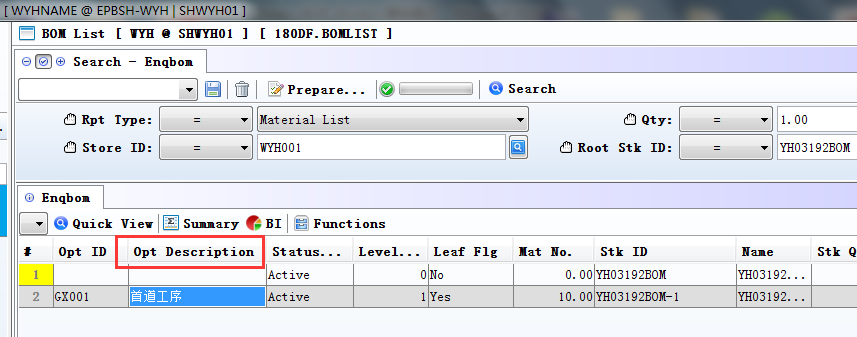 [ WYHNAME @ EPBSH-WYH | SHWYH01 ]
BOM List [ WYH @ SHWYH01 ] [ 180DF.BOMLIST ]
Search - Enqbom
Prepare... Search
Rpt Type: = Material List Qty: = 1.00
Store ID: = WYH001 Root Stk ID: = YH03192BOM
Enqbom
Quick View Summary BI Functions
# Opt ID Opt Description Status... Level... Leaf Flg Mat No. Stk ID Name Stk Q
1 Active 0 No 0.00 YH03192BOM YH03192...
2 GX001 首道工序 Active 1 Yes 10.00 YH03192BOM-1 YH03192...